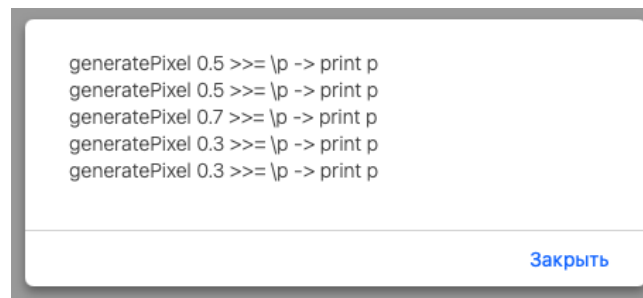 generatePixel 0.5 >>= \p -> print p
generatePixel 0.5 >>= \p -> print p
generatePixel 0.7 >>= \p -> print p
generatePixel 0.3 >>= \p -> print p
generatePixel 0.3 >>= \p -> print p
Закрыть